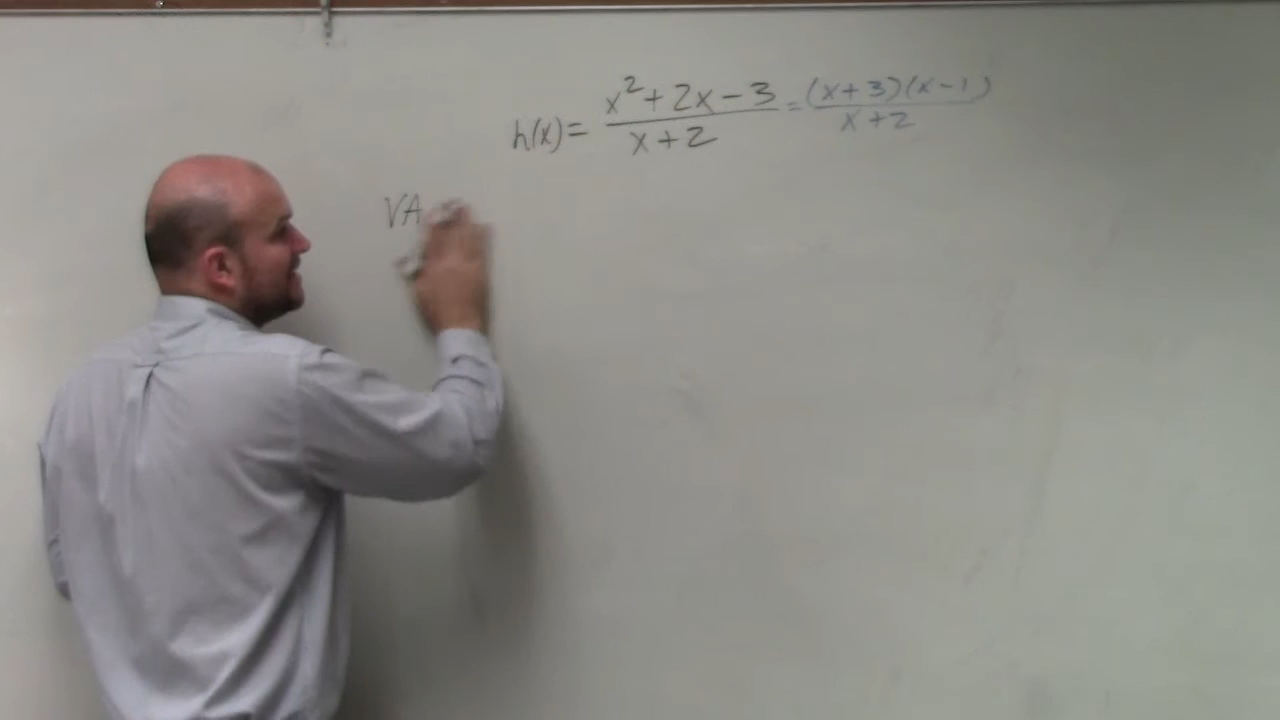 h(x) = (x² + 2x - 3)/(x + 2) = ((x + 3)(x - 1))/(x + 2)
VA